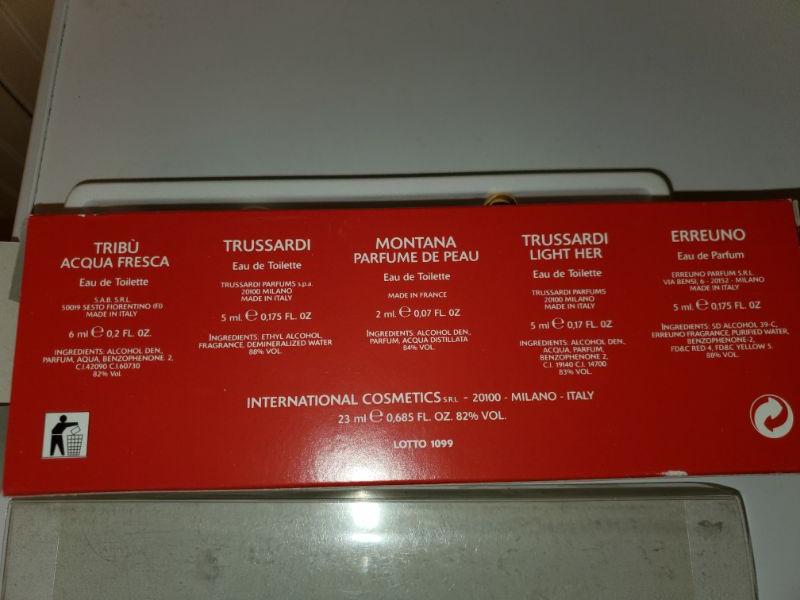 TRIBÙ
ACQUA FRESCA
Eau de Toilette
S.A.B. S.R.L.
50019 SESTO FIORENTINO (FI)
MADE IN ITALY
6 ml e 0,2 FL. OZ.
INGREDIENTS: ALCOHOL DEN.,
PARFUM, AQUA, BENZOPHENONE 2,
C.I.42090 C.I.60730
82% Vol.
TRUSSARDI
Eau de Toilette
TRUSSARDI PARFUMS s.p.a.
20100 MILANO
MADE IN ITALY
5 ml. e 0,175 FL. OZ.
INGREDIENTS: ETHYL ALCOHOL,
FRAGRANCE, DEMINERALIZED WATER
88% VOL.
MONTANA
PARFUME DE PEAU
Eau de Toilette
MADE IN FRANCE
2 ml. e 0,07 FL. OZ.
INGREDIENTS: ALCOHOL DEN.,
PARFUM, ACQUA DISTILLATA
84% VOL.
TRUSSARDI
LIGHT HER
Eau de Toilette
TRUSSARDI PARFUMS
20100 MILANO
MADE IN ITALY
5 ml e 0,17 FL. OZ.
INGREDIENTS: ALCOHOL DEN.,
ACQUA, PARFUM,
BENZOPHENONE 2,
C.I. 19140 C.I. 14700
83% VOL.
ERREUNO
Eau de Parfum
ERREUNO PARFUM S.R.L.
VIA BENSI, 6 - 20152 - MILANO
MADE IN ITALY
5 ml. e 0,175 FL. OZ.
INGREDIENTS: SD ALCOHOL 39-C,
ERREUNO FRAGRANCE, PURIFIED WATER,
BENZOPHENONE-2,
FD&C RED 4, FD&C YELLOW 5.
88% VOL.
INTERNATIONAL COSMETICS S.R.L. - 20100 - MILANO - ITALY
23 ml e 0,685 FL. OZ. 82% VOL.
LOTTO 1099